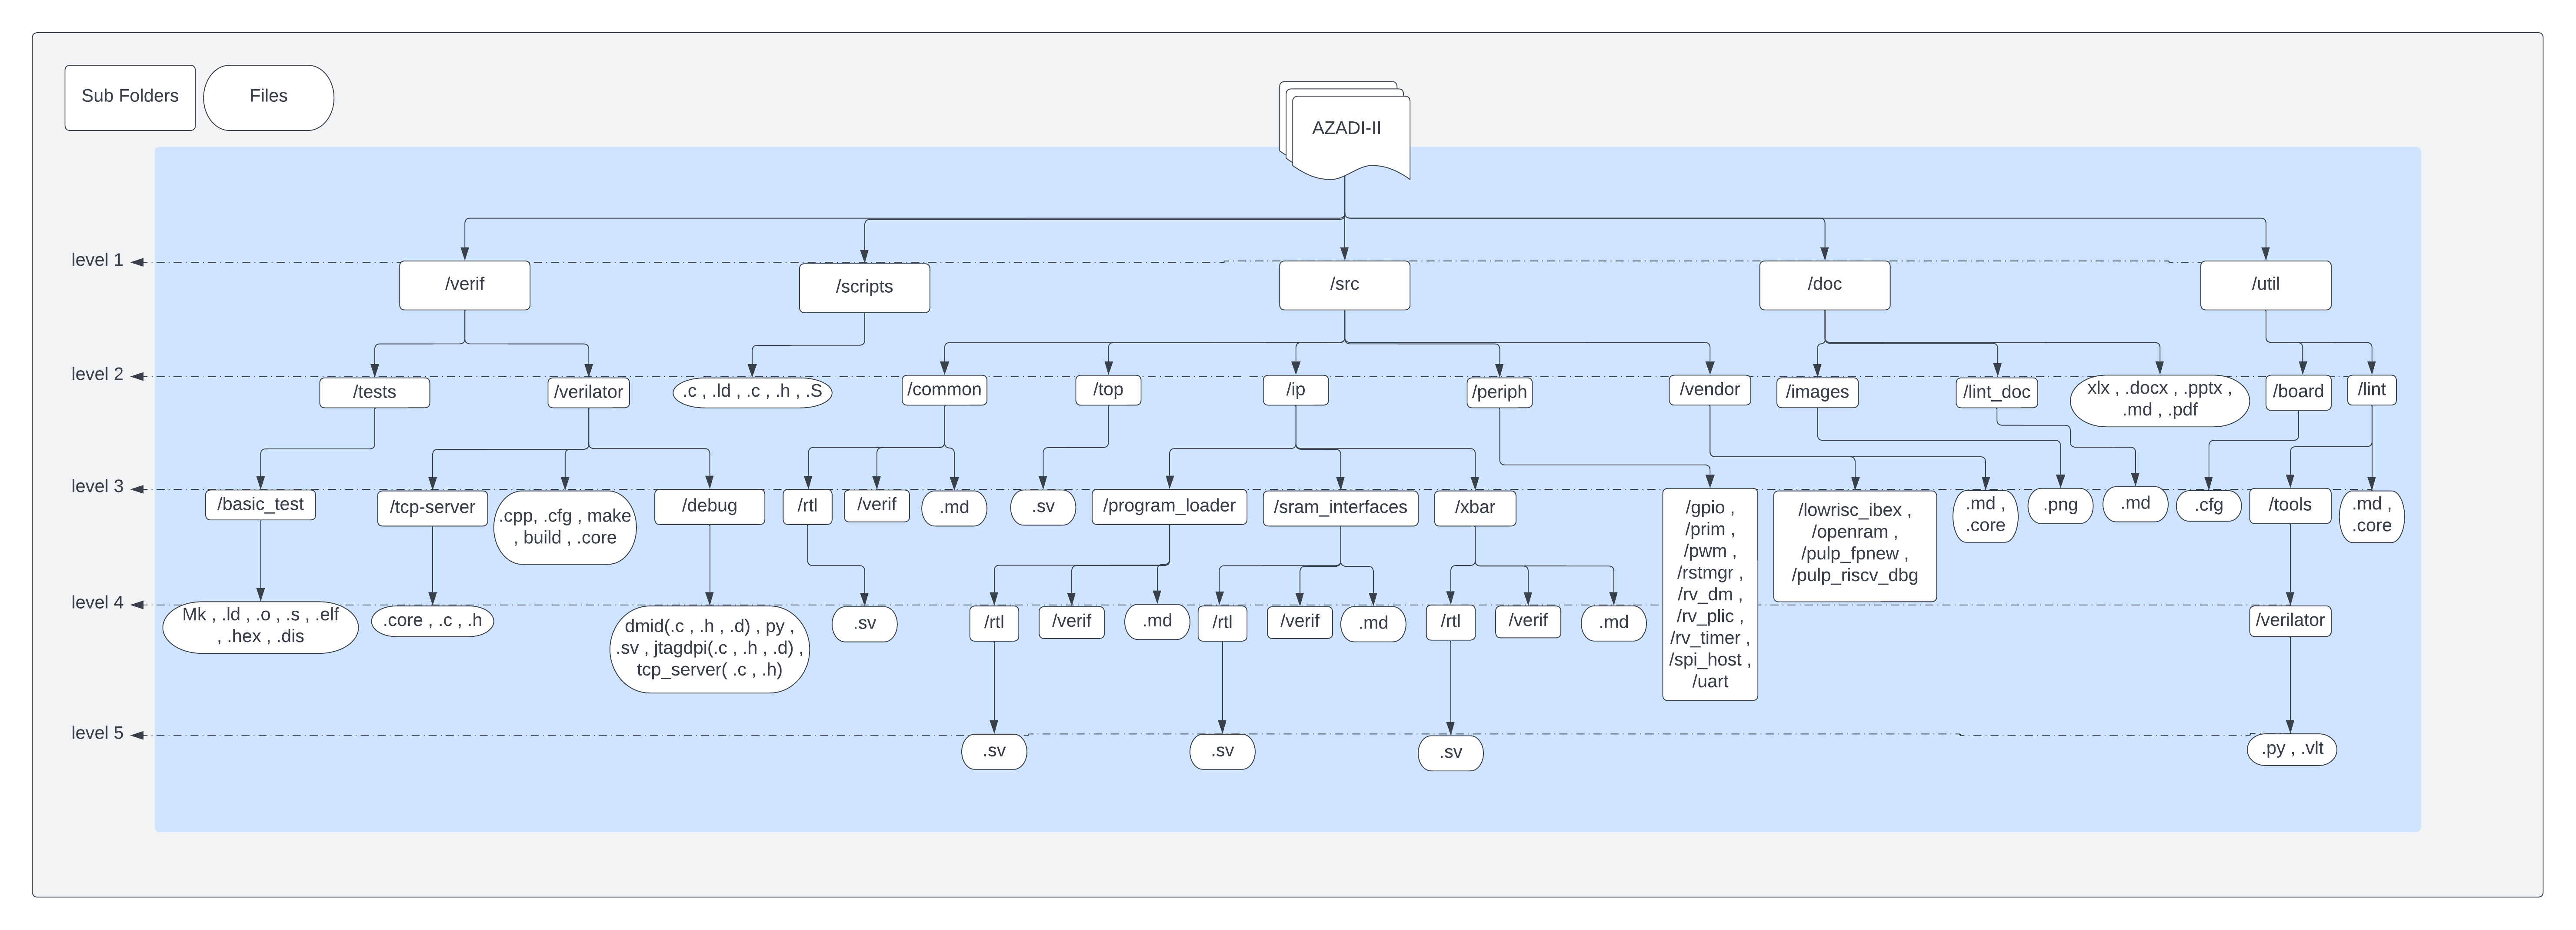 Sub Folders
Files
AZADI-II
level 1
/verif
/scripts
/src
/doc
/util
level 2
/tests
/verilator
.c , .ld , .c , .h , .S
/common
/top
/ip
/periph
/vendor
/images
/lint_doc
xlx , .docx , .pptx ,
.md , .pdf
/board
/lint
level 3
/basic_test
/tcp-server
.cpp, .cfg , make
, build , .core
/debug
/rtl
/verif
.md
.sv
/program_loader
/sram_interfaces
/xbar
/gpio ,
/prim ,
/pwm ,
/rstmgr ,
/rv_dm ,
/rv_plic ,
/rv_timer ,
/spi_host ,
/uart
/lowrisc_ibex ,
/openram ,
/pulp_fpnew ,
/pulp_riscv_dbg
.md ,
.core
.png
.md
.cfg
/tools
.md ,
.core
level 4
Mk , .ld , .o , .s , .elf
, .hex , .dis
.core , .c , .h
dmid(.c , .h , .d) , py ,
.sv , jtagdpi(.c , .h , .d) ,
tcp_server( .c , .h)
.sv
/rtl
/verif
.md
/rtl
/verif
.md
/rtl
/verif
.md
/verilator
level 5
.sv
.sv
.sv
.py , .vlt